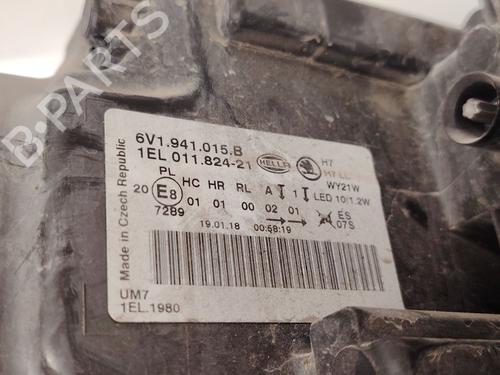 B-PARTS
6V1.941.015.B
1EL 011.824-21 HELLA H7
H7 LL
PL WY21W
20 E8 HC HR RL A 1 LED 10/1.2W
01 01 00 02 01 ES
7289 07S
19.01.18 00:58:19
Made in Czech Republic
UM7
1EL.1980